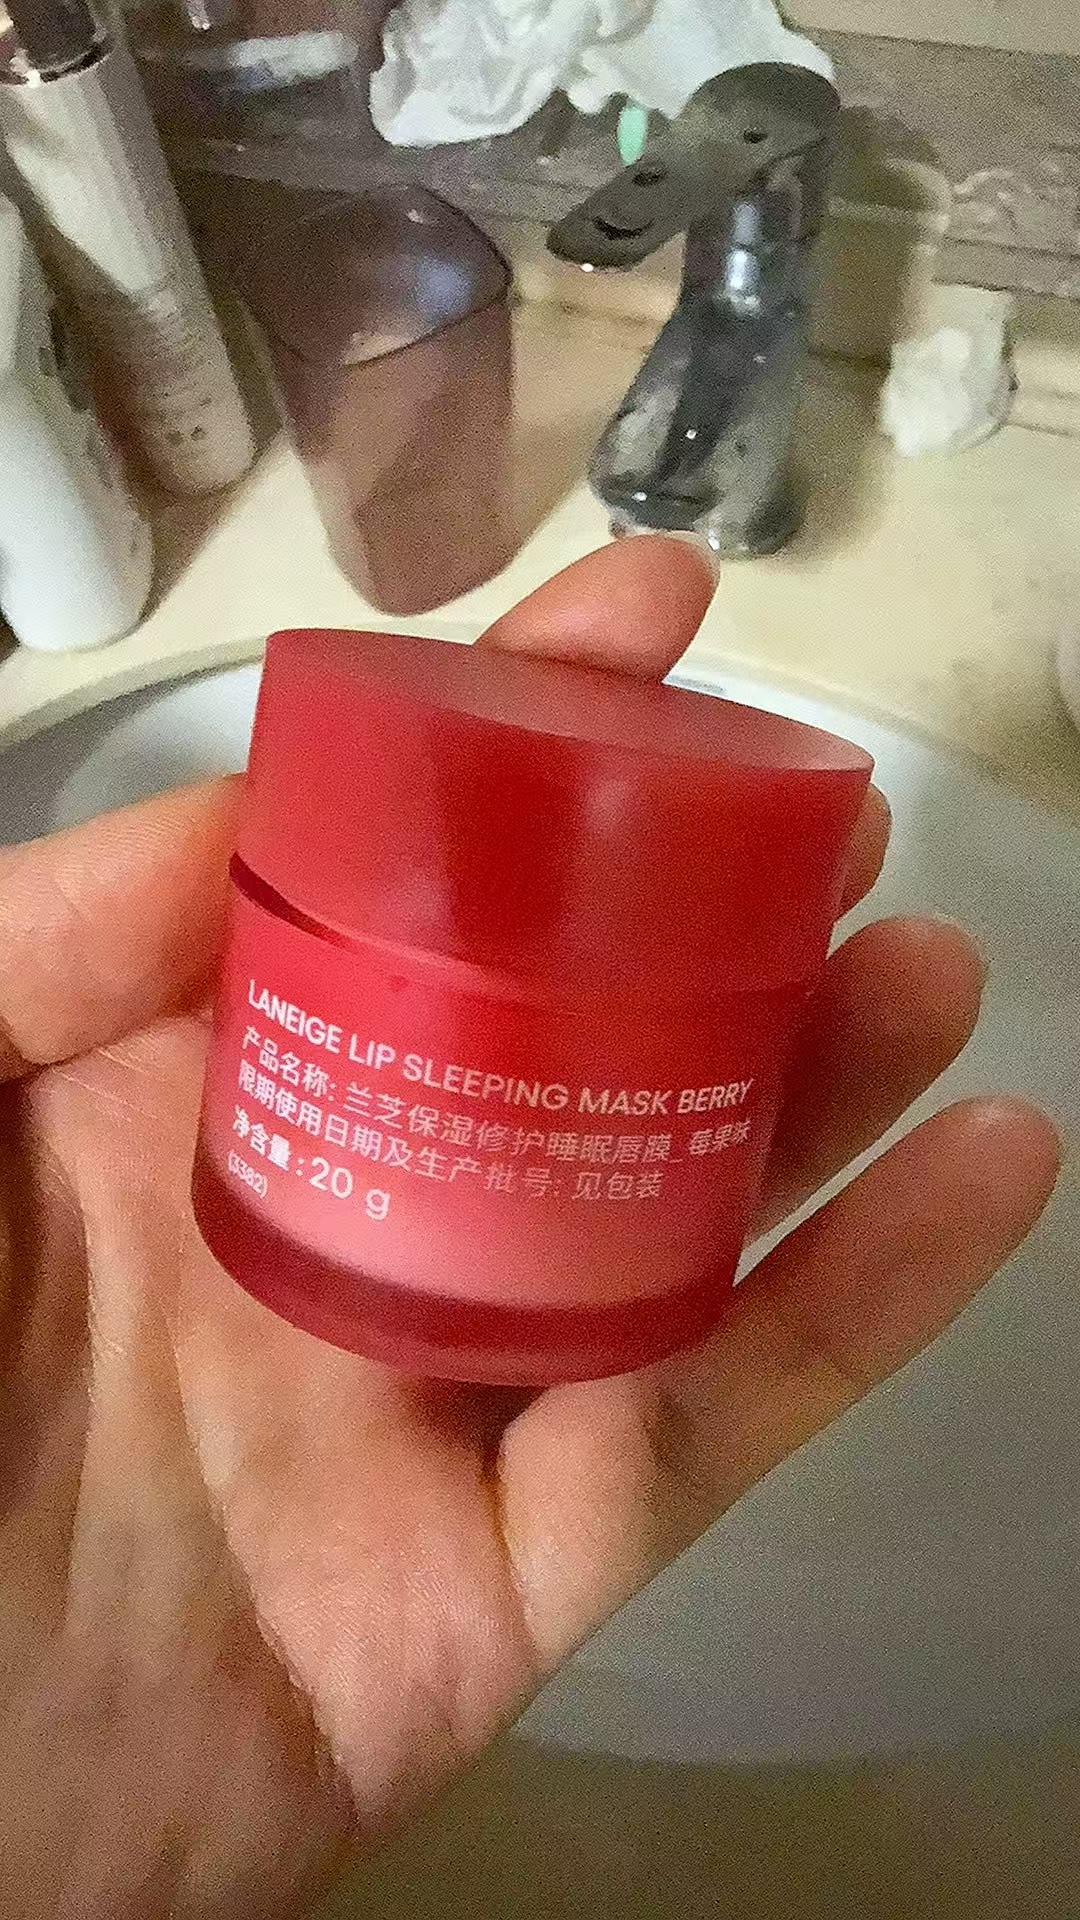 LANEIGE LIP SLEEPING MASK BERRY
产品名称: 兰芝保湿修护睡眠唇膜_莓果味
限期使用日期及生产批号: 见包装
净含量:20 g
(3382)